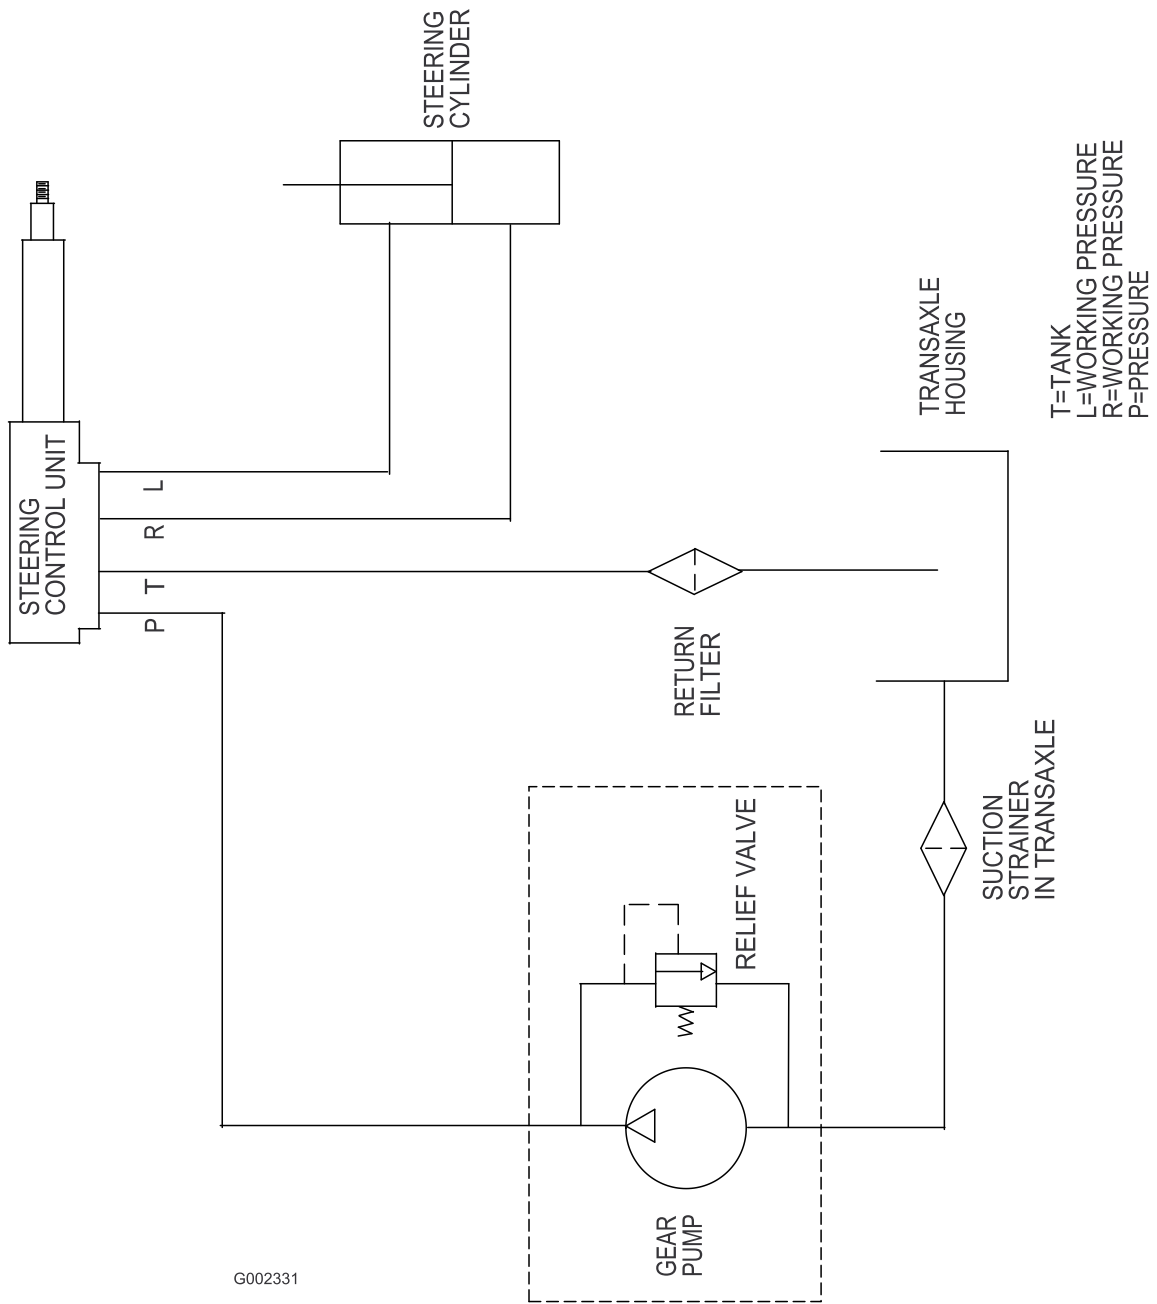 STEERING
CONTROL UNIT
STEERING
CYLINDER
L
R
T
P
RETURN
FILTER
TRANSAXLE
HOUSING
T=TANK
L=WORKING PRESSURE
R=WORKING PRESSURE
P=PRESSURE
SUCTION
STRAINER
IN TRANSAXLE
RELIEF VALVE
GEAR
PUMP
G002331